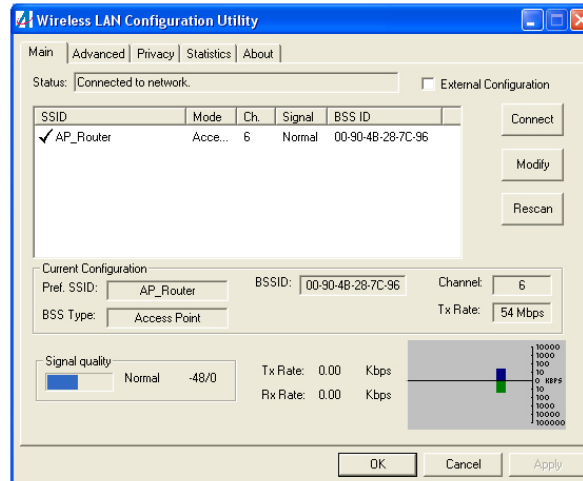 Wireless LAN Configuration Utility
Main Advanced Privacy Statistics About
Status: Connected to network.
External Configuration
SSID Mode Ch. Signal BSS ID
AP_Router Acce... 6 Normal 00-90-4B-28-7C-96
Connect
Modify
Rescan
Current Configuration
Pref. SSID: AP_Router BSSID: 00-90-4B-28-7C-96 Channel: 6
BSS Type: Access Point Tx Rate: 54 Mbps
Signal quality
Normal -48/0
Tx Rate: 0.00 Kbps
Rx Rate: 0.00 Kbps
10000
1000
100
10
0 KBPS
10
100
1000
10000
100000
OK Cancel Apply